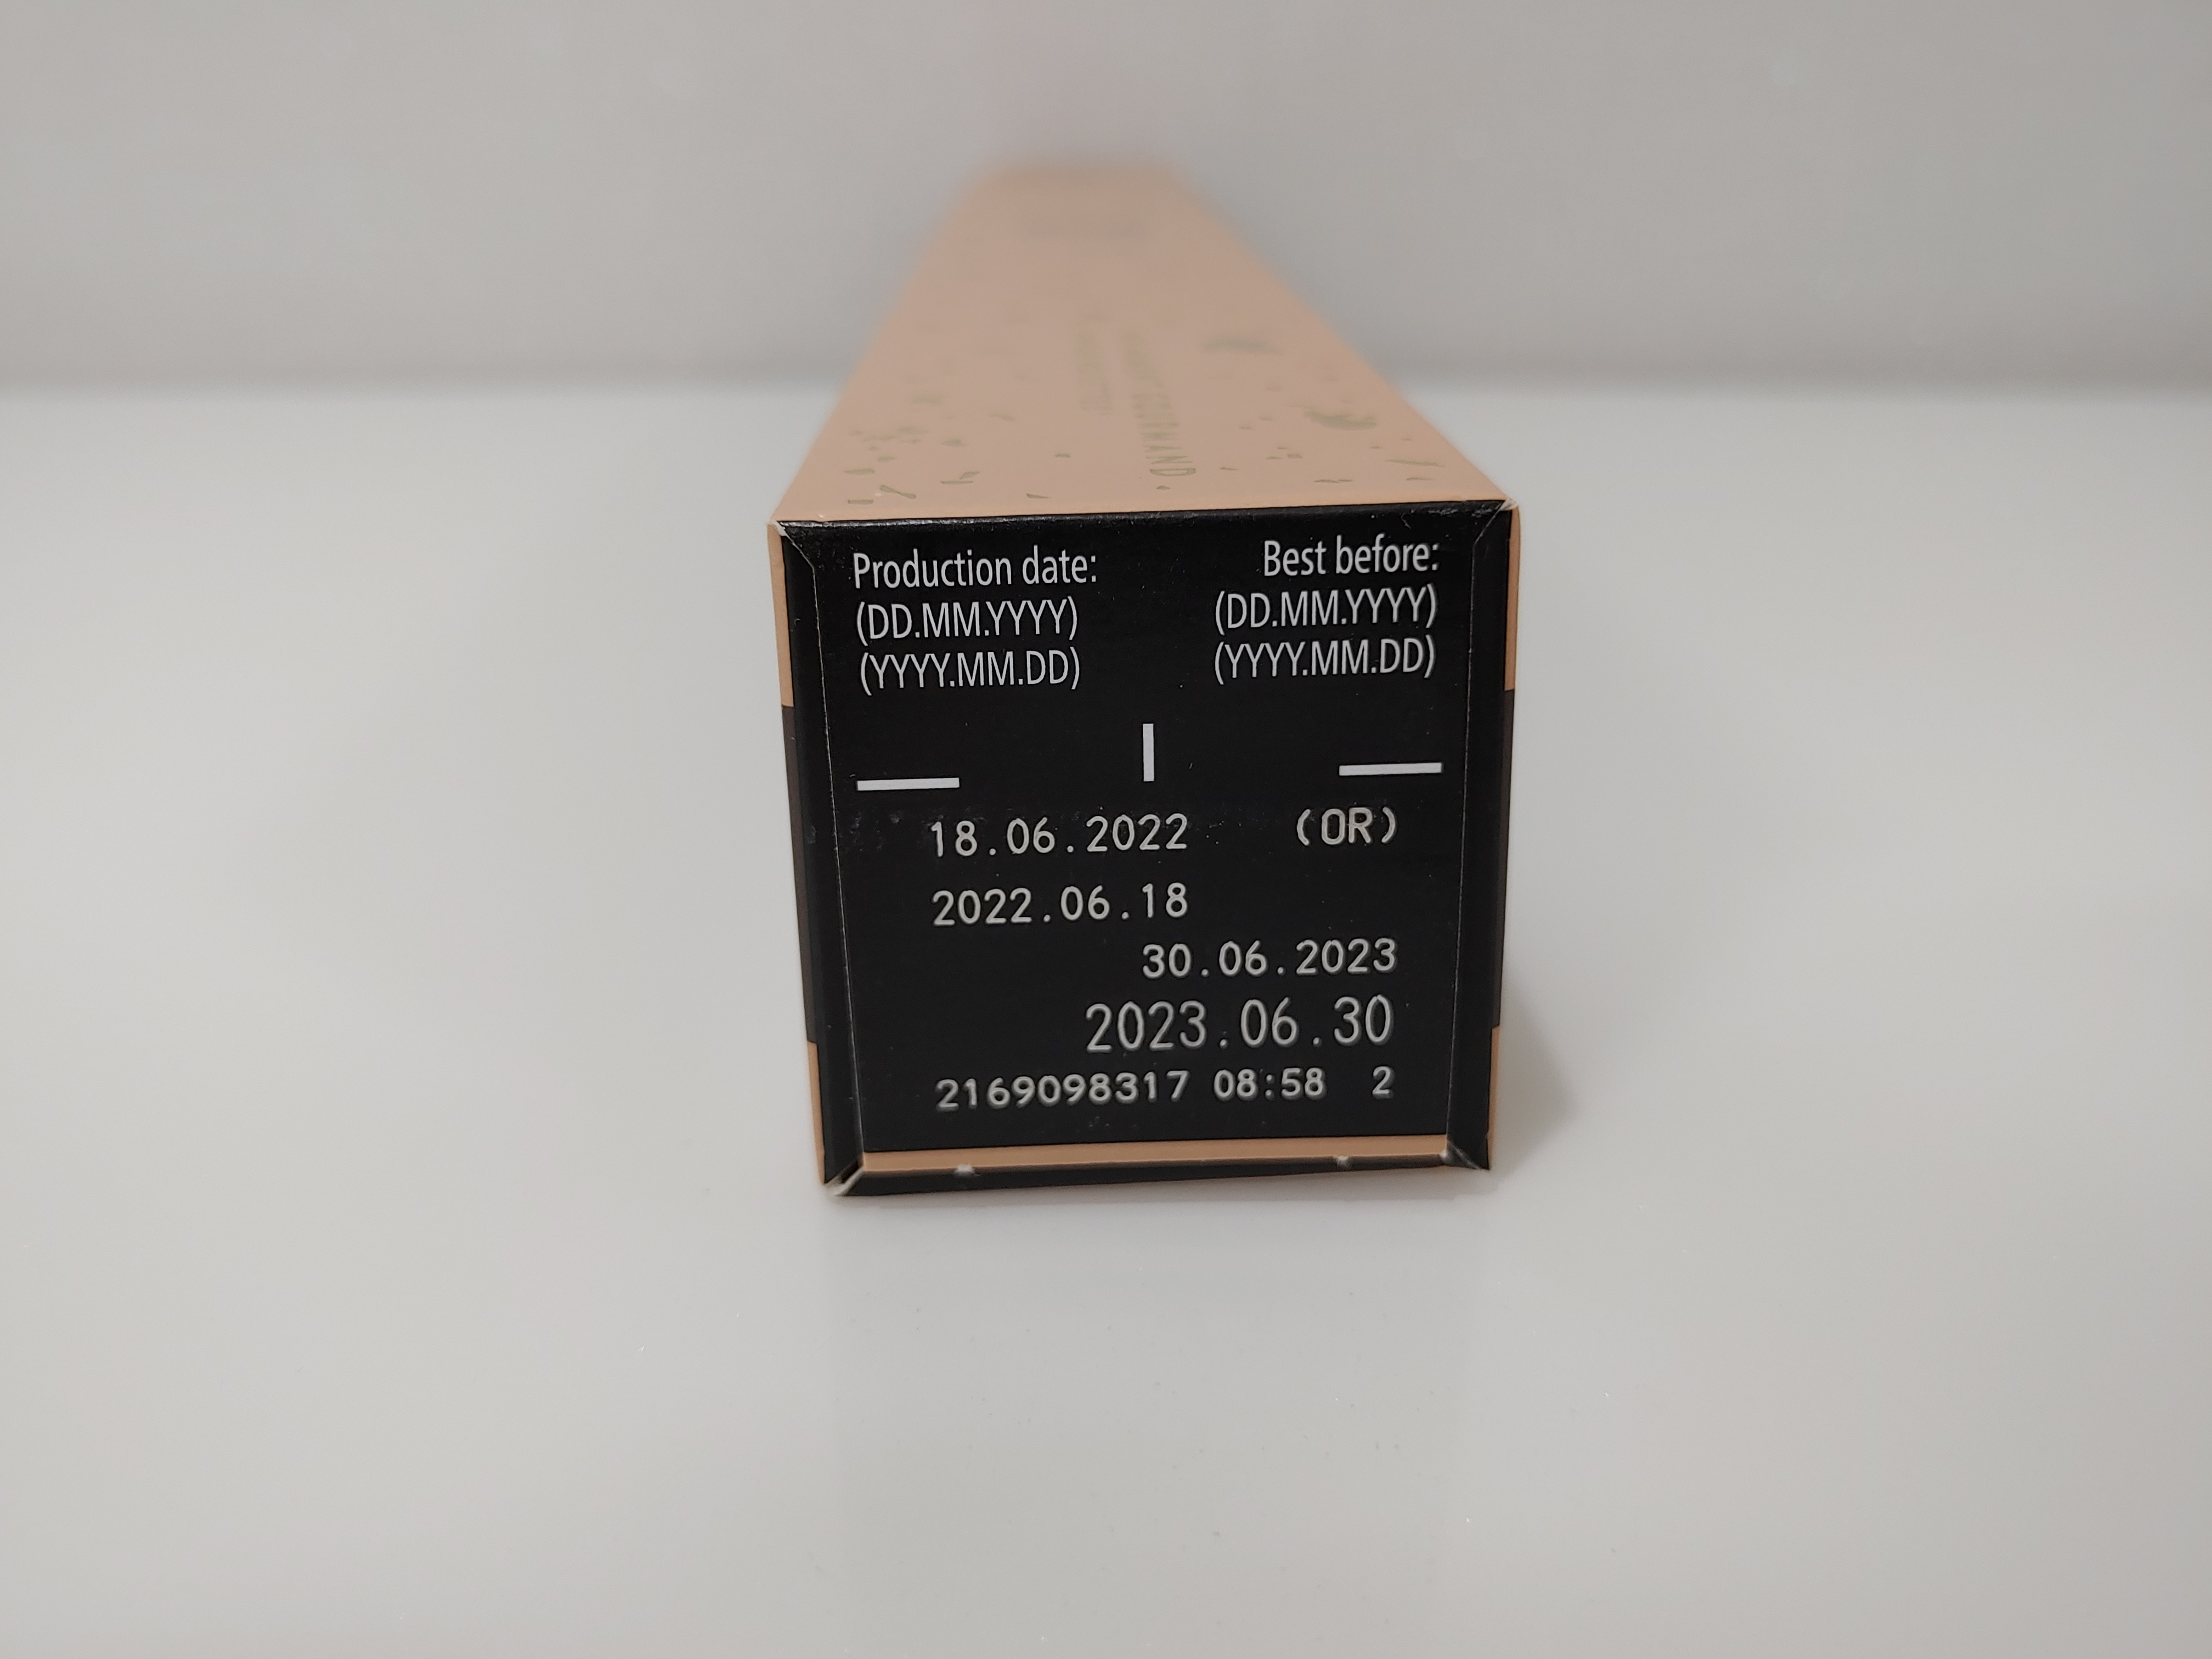 Production date:
(DD.MM.YYYY)
(YYYY.MM.DD)
Best before:
(DD.MM.YYYY)
(YYYY.MM.DD)
18.06.2022 (OR)
2022.06.18
30.06.2023
2023.06.30
2169098317 08:58 2